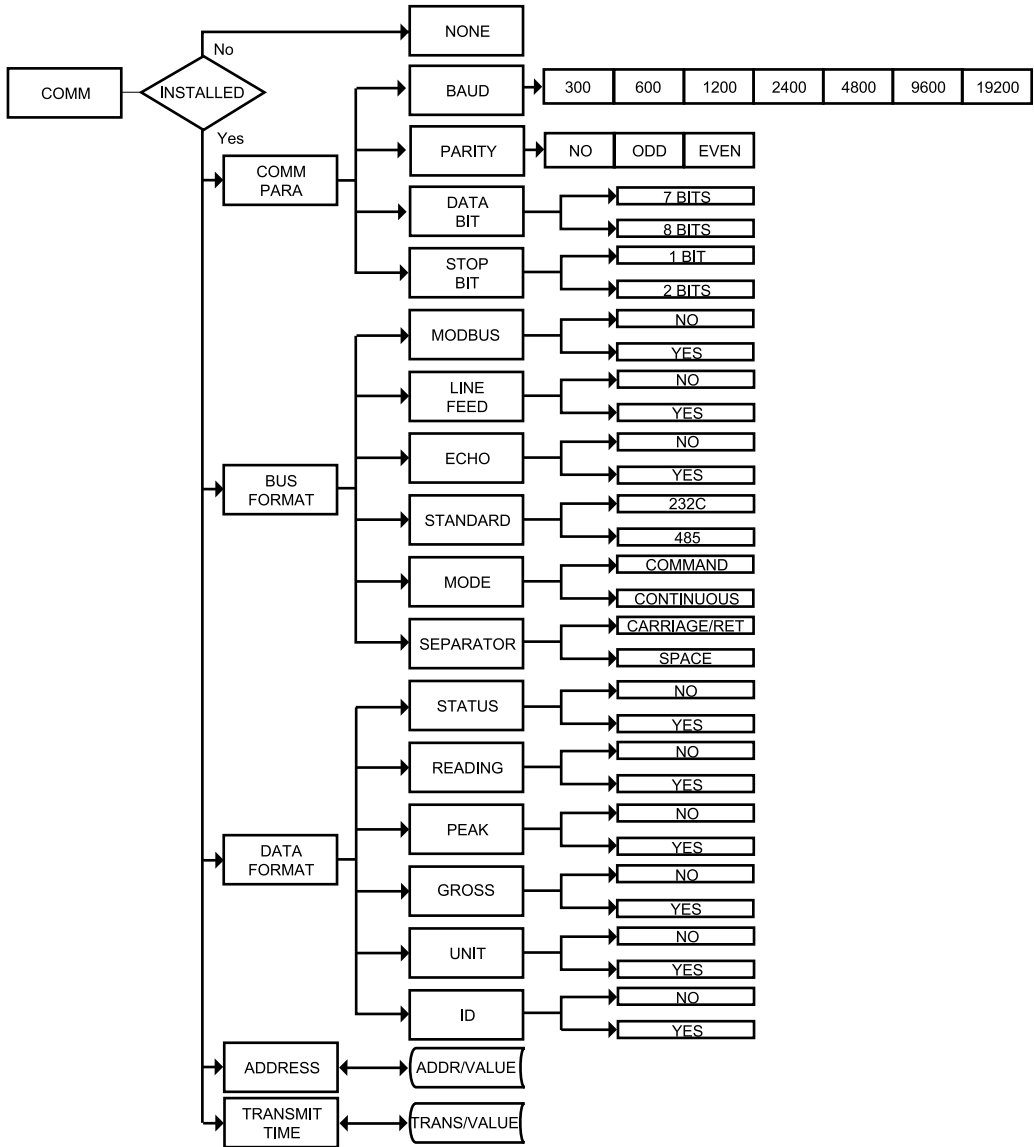 NONE
No
COMM
INSTALLED
BAUD
300 600 1200 2400 4800 9600 19200
Yes
PARITY
NO ODD EVEN
COMM
PARA
DATA
BIT
7 BITS
8 BITS
STOP
BIT
1 BIT
2 BITS
MODBUS
NO
YES
LINE
FEED
NO
YES
ECHO
NO
YES
BUS
FORMAT
STANDARD
232C
485
MODE
COMMAND
CONTINUOUS
SEPARATOR
CARRIAGE/RET
SPACE
STATUS
NO
YES
READING
NO
YES
PEAK
NO
YES
DATA
FORMAT
GROSS
NO
YES
UNIT
NO
YES
ID
NO
YES
ADDRESS
ADDR/VALUE
TRANSMIT
TIME
TRANS/VALUE